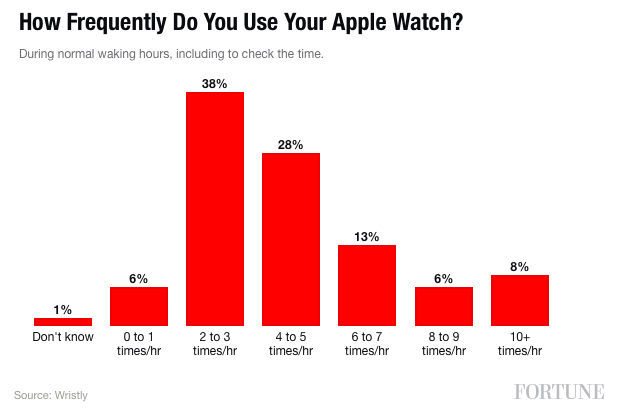 How Frequently Do You Use Your Apple Watch?
During normal waking hours, including to check the time.
38%
28%
13%
8%
6%
6%
1%
Don't know
0 to 1
times/hr
2 to 3
times/hr
4 to 5
times/hr
6 to 7
times/hr
8 to 9
times/hr
10+
times/hr
Source: Wristly
FORTUNE